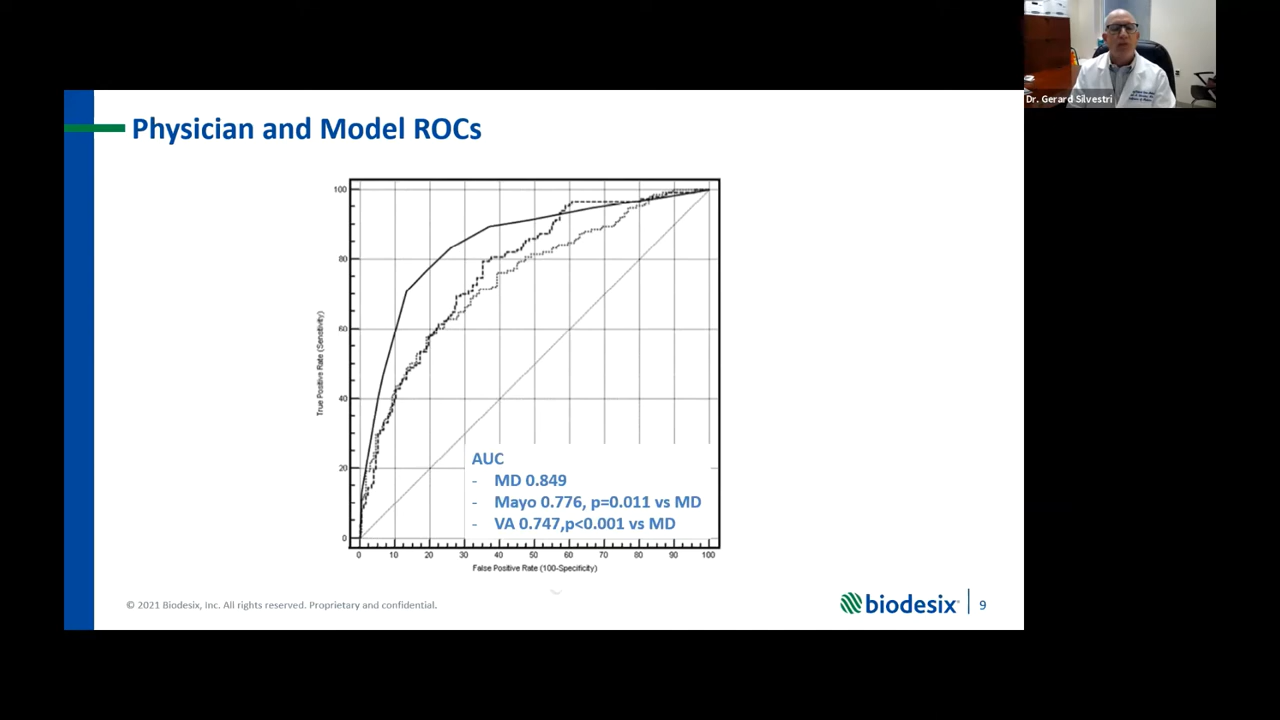 Dr. Gerard Silvestri
Physician and Model ROCs
100
80
60
40
20
0
True Positive Rate (Sensitivity)
AUC
- MD 0.849
- Mayo 0.776, p=0.011 vs MD
- VA 0.747,p<0.001 vs MD
0 10 20 30 40 50 60 70 80 90 100
False Positive Rate (100-Specificity)
© 2021 Biodesix, Inc. All rights reserved. Proprietary and confidential.
biodesix
9